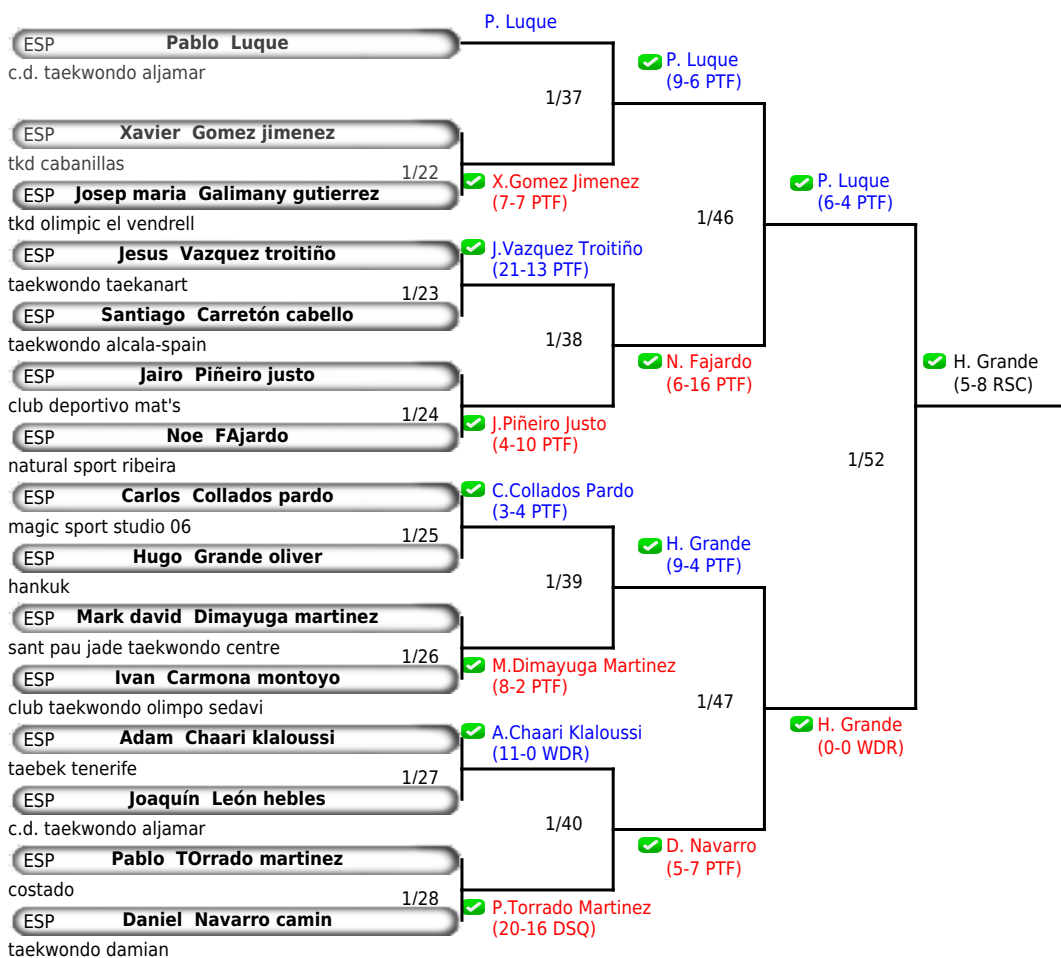 P. Luque
ESP Pablo Luque
c.d. taekwondo aljamar
P. Luque
(9-6 PTF)
1/37
ESP Xavier Gomez jimenez
tkd cabanillas
1/22
X.Gomez Jimenez
(7-7 PTF)
P. Luque
(6-4 PTF)
ESP Josep maria Galimany gutierrez
tkd olimpic el vendrell
1/46
ESP Jesus Vazquez troitiño
J.Vazquez Troitiño
(21-13 PTF)
taekwondo taekanart
1/23
ESP Santiago Carretón cabello
taekwondo alcala-spain
1/38
N. Fajardo
(6-16 PTF)
H. Grande
(5-8 RSC)
ESP Jairo Piñeiro justo
club deportivo mat's
1/24
J.Piñeiro Justo
(4-10 PTF)
ESP Noe FAjardo
natural sport ribeira
1/52
ESP Carlos Collados pardo
C.Collados Pardo
(3-4 PTF)
magic sport studio 06
1/25
ESP Hugo Grande oliver
hankuk
H. Grande
(9-4 PTF)
1/39
ESP Mark david Dimayuga martinez
sant pau jade taekwondo centre
1/26
M.Dimayuga Martinez
(8-2 PTF)
ESP Ivan Carmona montoyo
club taekwondo olimpo sedavi
1/47
H. Grande
(0-0 WDR)
ESP Adam Chaari klaloussi
A.Chaari Klaloussi
(11-0 WDR)
taebek tenerife
1/27
ESP Joaquín León hebles
c.d. taekwondo aljamar
1/40
D. Navarro
(5-7 PTF)
ESP Pablo TOrrado martinez
costado
1/28
P.Torrado Martinez
(20-16 DSQ)
ESP Daniel Navarro camin
taekwondo damian